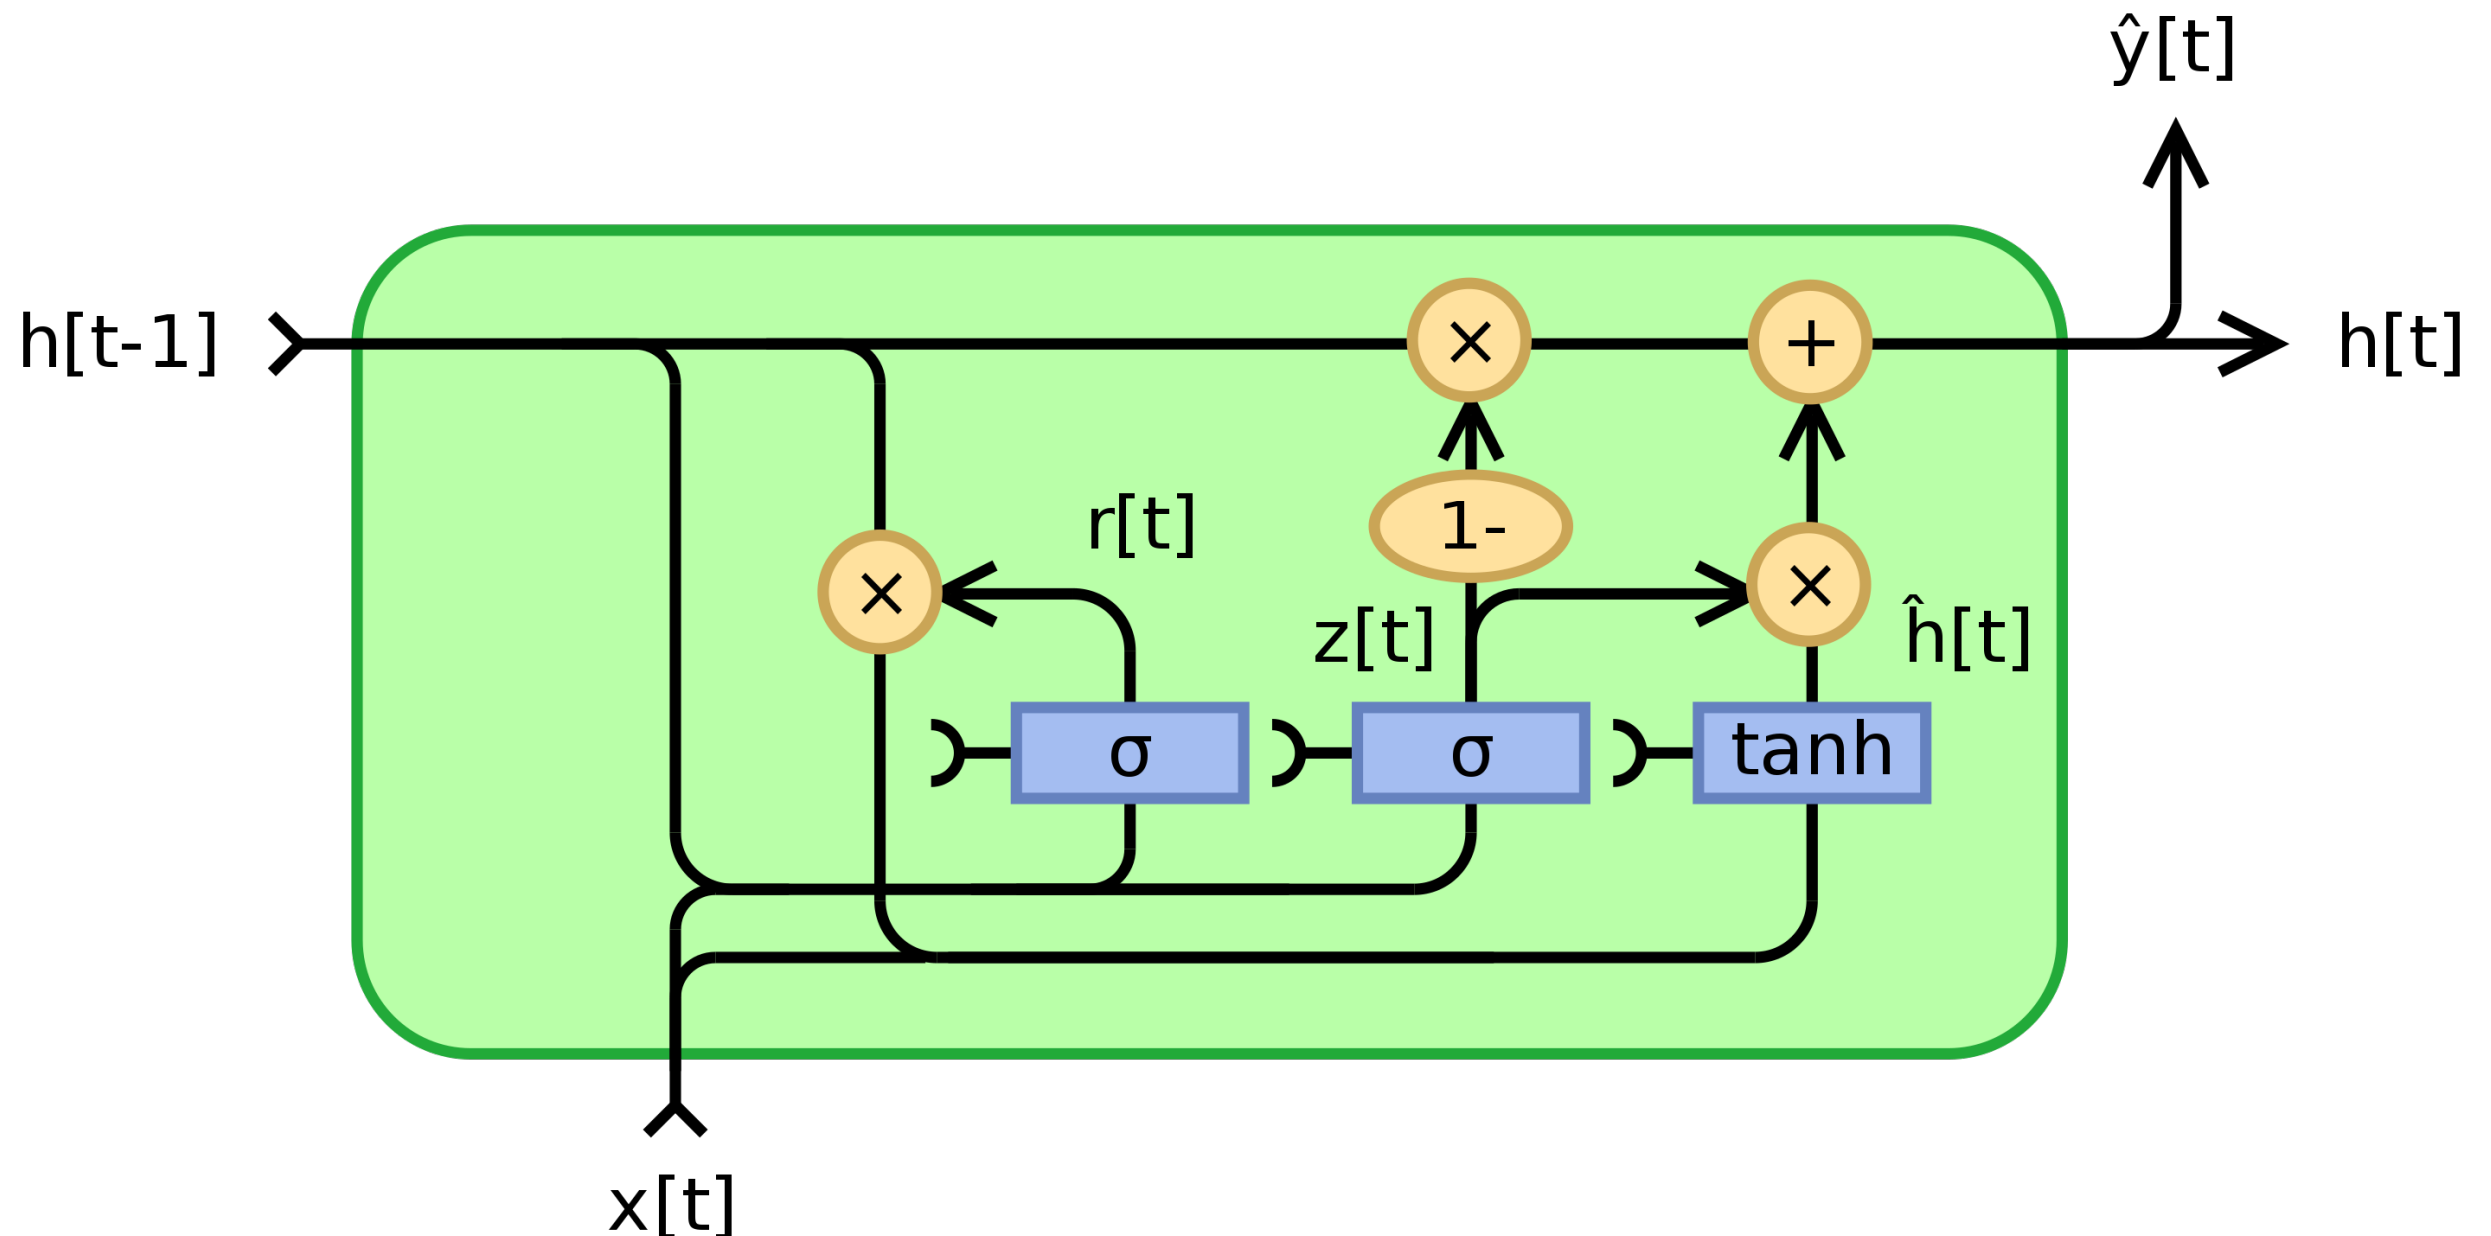 ŷ[t]
h[t-1]
×
+
h[t]
r[t]
1-
×
×
z[t]
ĥ[t]
σ
σ
tanh
x[t]